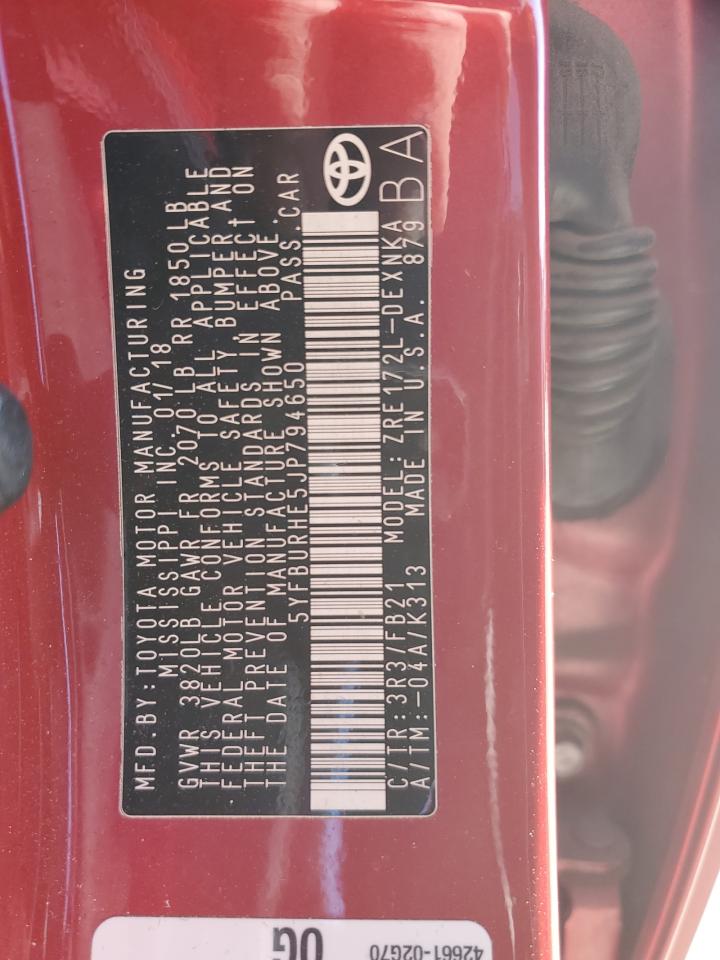 MFD.BY:TOYOTA MOTOR MANUFACTURING
MISSISSIPPI INC. 01/18
GVWR 3820LB GAWR FR 2070 LB RR 1850LB
THIS VEHICLE CONFORMS TO ALL APPLICABLE
FEDERAL MOTOR VEHICLE SAFETY, BUMPER AND
THEFT PREVENTION STANDARDS IN EFFECT ON
THE DATE OF MANUFACTURE SHOWN ABOVE.
5YFBURHE5JP794650 PASS.CAR
C/TR:3R3/FB21 MODEL:ZRE172L-DEXNKA
A/TM:-04A/K313 MADE IN U.S.A. 879
BA
42661-02G70